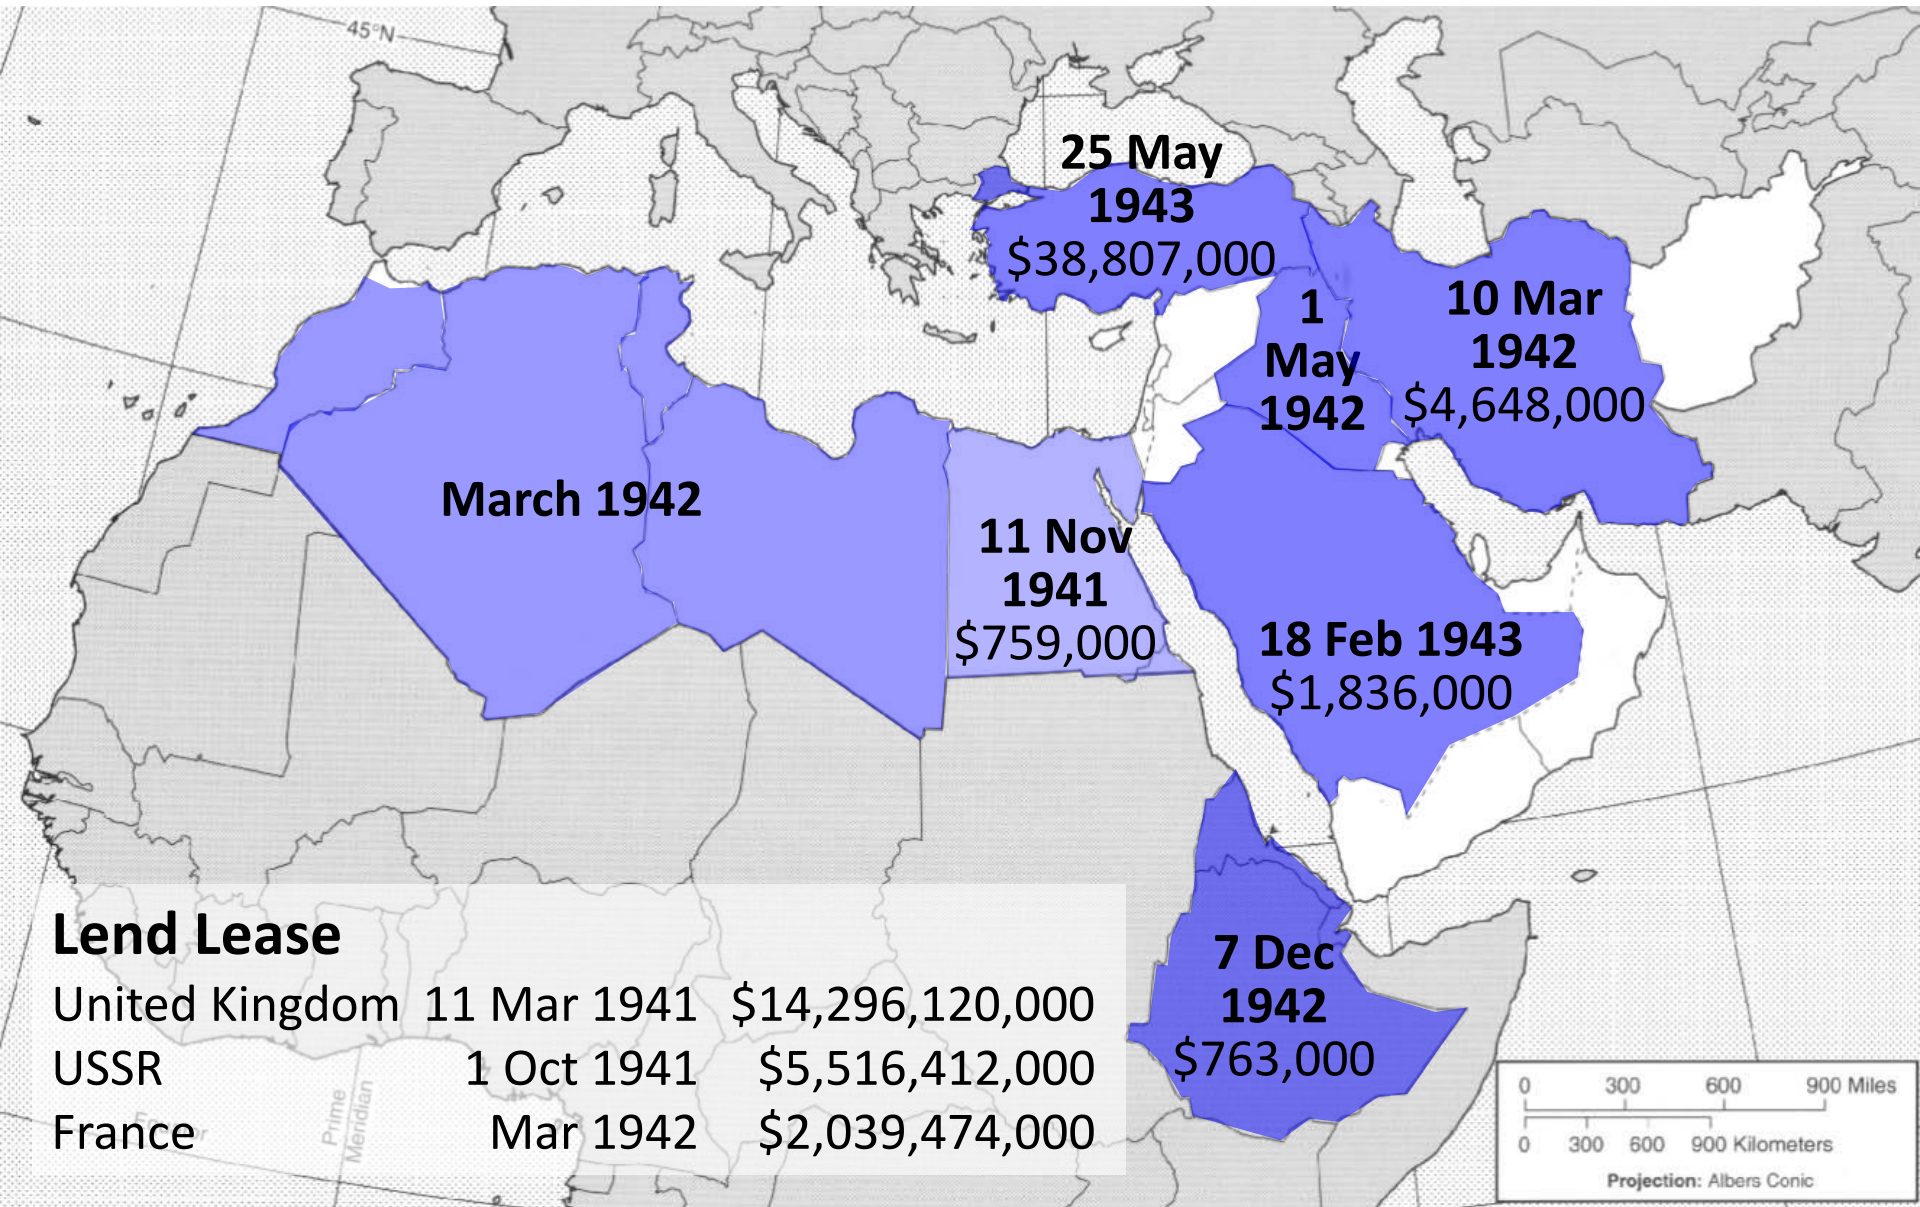 45°N
25 May
1943
$38,807,000
1
May
1942
10 Mar
1942
$4,648,000
March 1942
11 Nov
1941
$759,000
18 Feb 1943
$1,836,000
7 Dec
1942
$763,000
Lend Lease
United Kingdom 11 Mar 1941 $14,296,120,000
USSR 1 Oct 1941 $5,516,412,000
France Mar 1942 $2,039,474,000
Prime
Meridian
0 300 600 900 Miles
0 300 600 900 Kilometers
Projection: Albers Conic